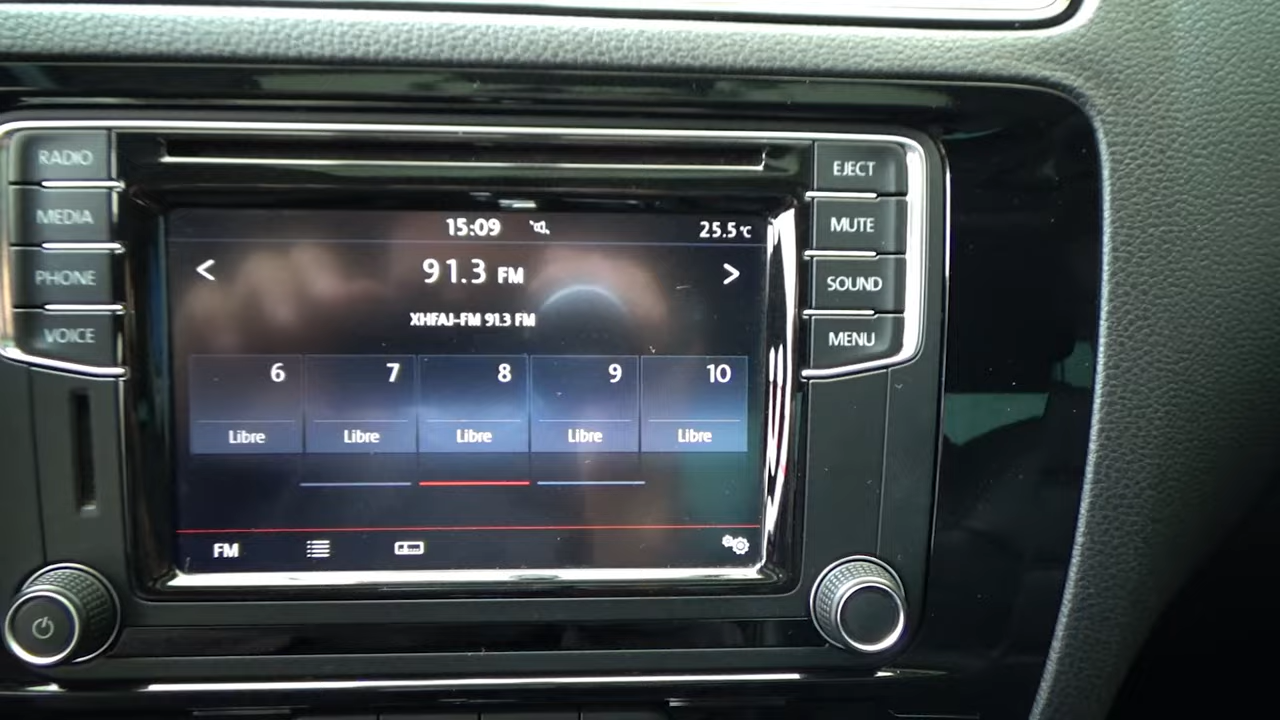 RADIO
MEDIA
PHONE
VOICE
EJECT
MUTE
SOUND
MENU
15:09
25.5°C
91.3 FM
XHFAJ-FM 91.3 FM
6 7 8 9 10
Libre Libre Libre Libre Libre
FM